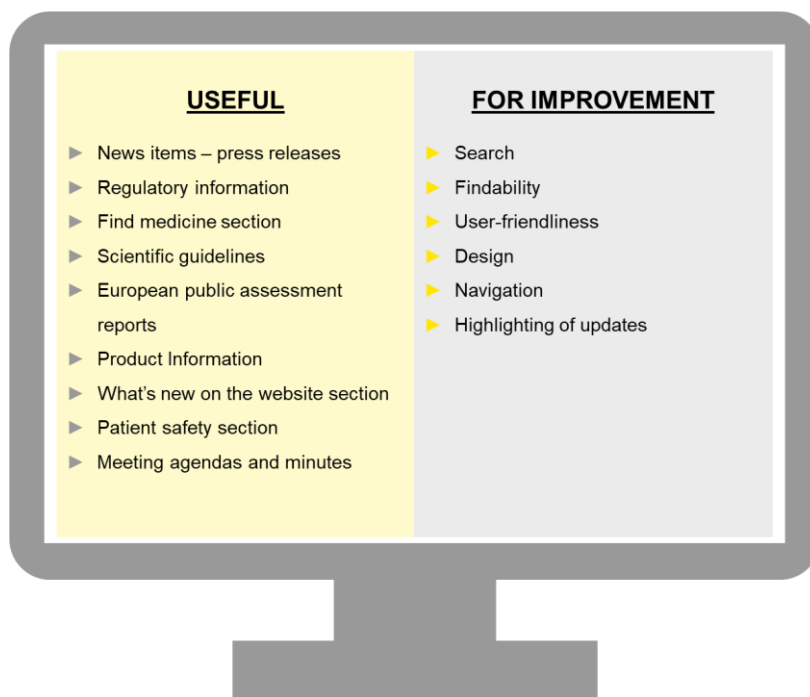 USEFUL
News items – press releases
Regulatory information
Find medicine section
Scientific guidelines
European public assessment
reports
Product Information
What's new on the website section
Patient safety section
Meeting agendas and minutes
FOR IMPROVEMENT
Search
Findability
User-friendliness
Design
Navigation
Highlighting of updates